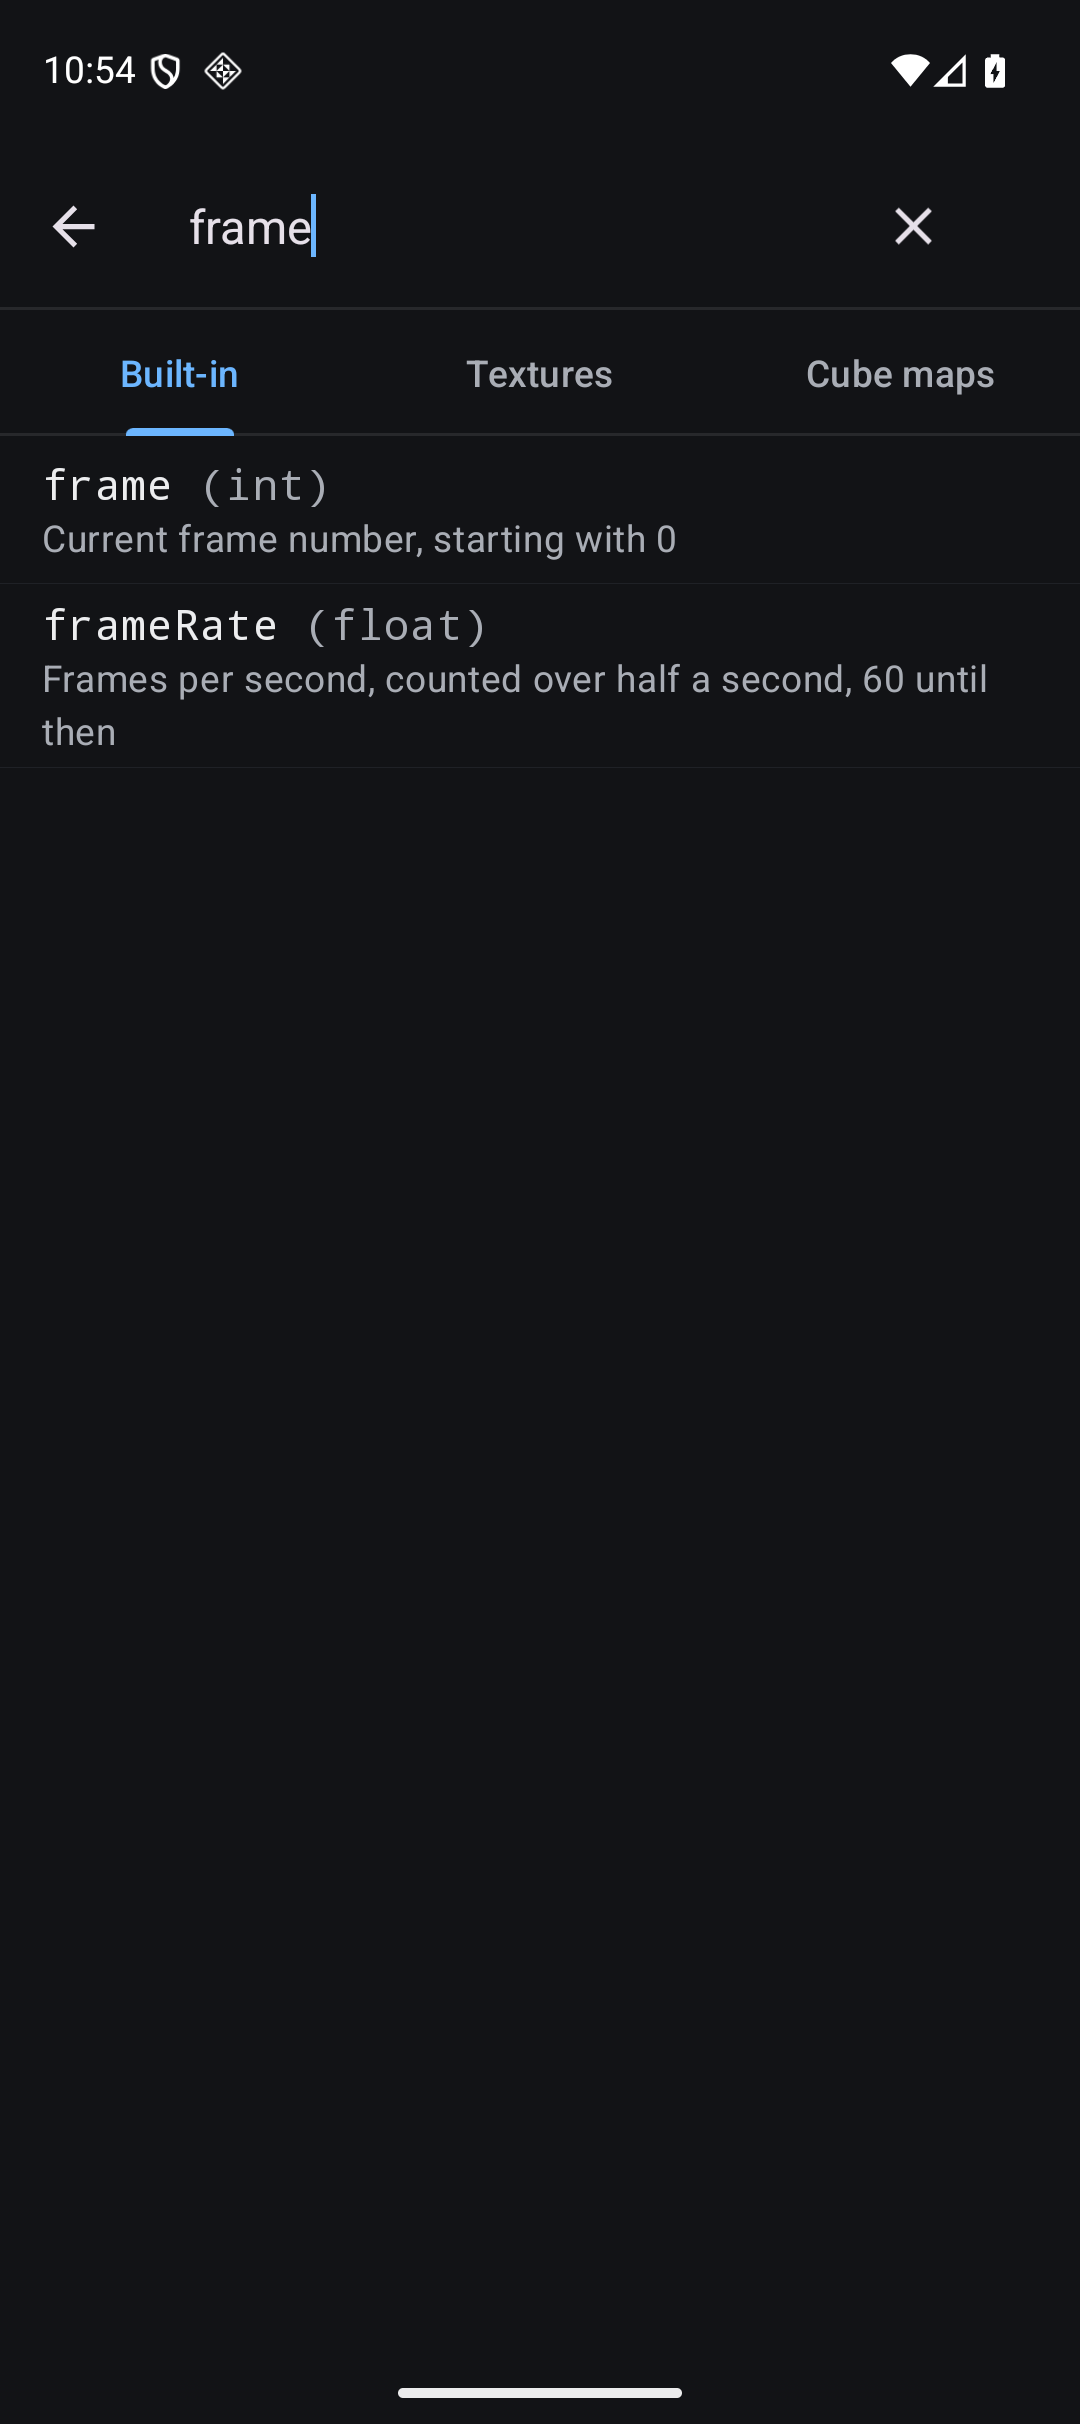 10:54
frame
Built-in Textures Cube maps
frame (int)
Current frame number, starting with 0
frameRate (float)
Frames per second, counted over half a second, 60 until
then